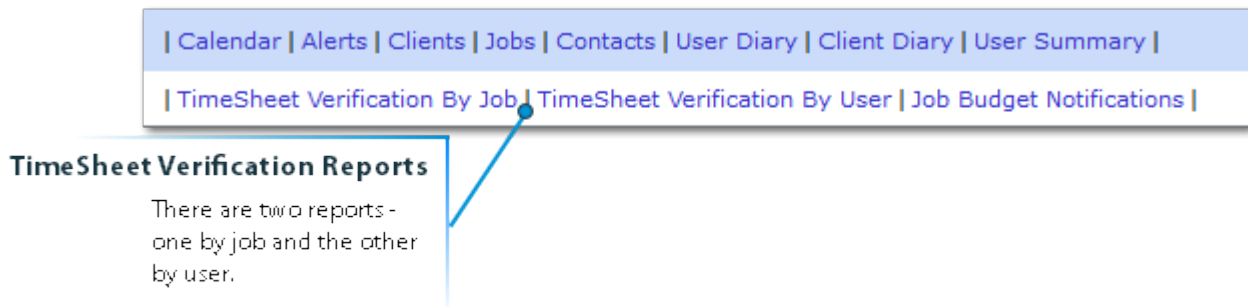 | Calendar | Alerts | Clients | Jobs | Contacts | User Diary | Client Diary | User Summary |
| TimeSheet Verification By Job | TimeSheet Verification By User | Job Budget Notifications |
TimeSheet Verification Reports
There are two reports -
one by job and the other
by user.